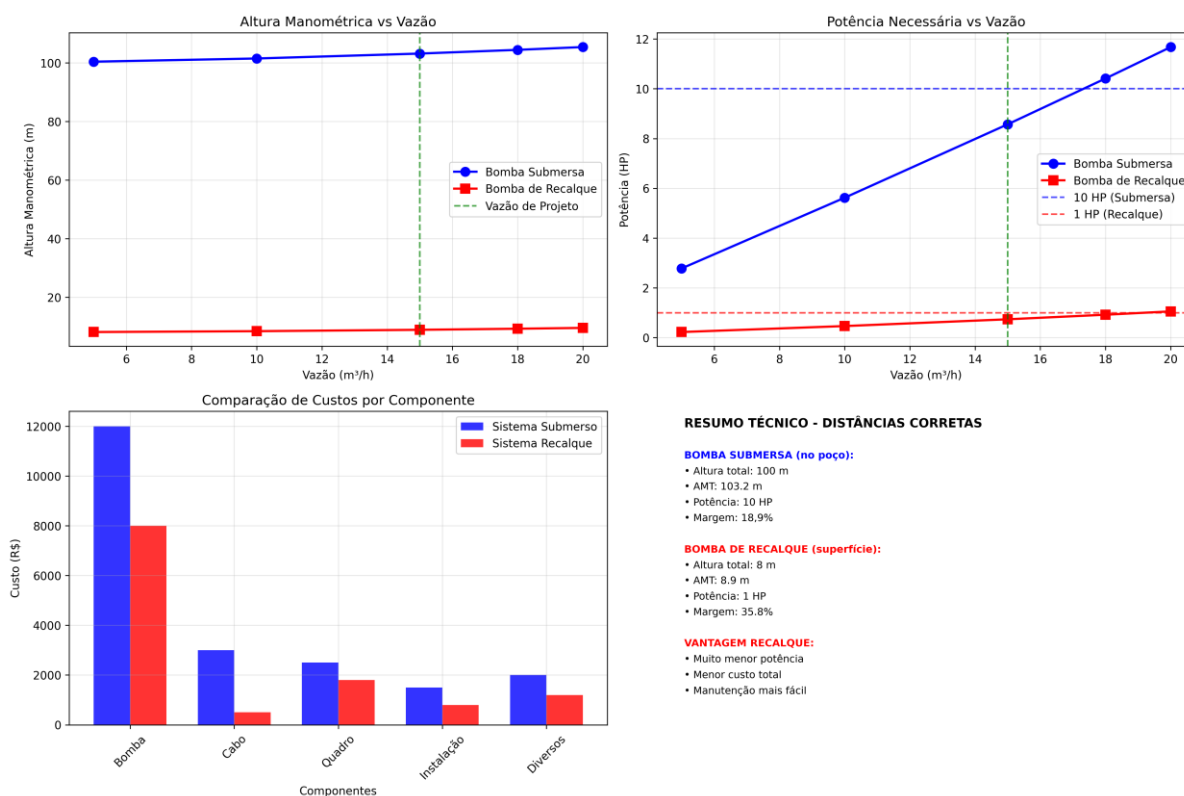 Altura Manométrica vs Vazão
Altura Manométrica (m)
100
80
60
40
20
6 8 10 12 14 16 18 20
Vazão (m³/h)
Bomba Submersa
Bomba de Recalque
Vazão de Projeto
Potência Necessária vs Vazão
Potência (HP)
12
10
8
6
4
2
0
6 8 10 12 14 16 18 20
Vazão (m³/h)
Bomba Submersa
Bomba de Recalque
10 HP (Submersa)
1 HP (Recalque)
Comparação de Custos por Componente
Custo (R$)
12000
10000
8000
6000
4000
2000
0
Bomba Cabo Quadro Instalação Diversos
Componentes
Sistema Submerso
Sistema Recalque
RESUMO TÉCNICO - DISTÂNCIAS CORRETAS
BOMBA SUBMERSA (no poço):
• Altura total: 100 m
• AMT: 103.2 m
• Potência: 10 HP
• Margem: 18,9%
BOMBA DE RECALQUE (superfície):
• Altura total: 8 m
• AMT: 8.9 m
• Potência: 1 HP
• Margem: 35.8%
VANTAGEM RECALQUE:
• Muito menor potência
• Menor custo total
• Manutenção mais fácil